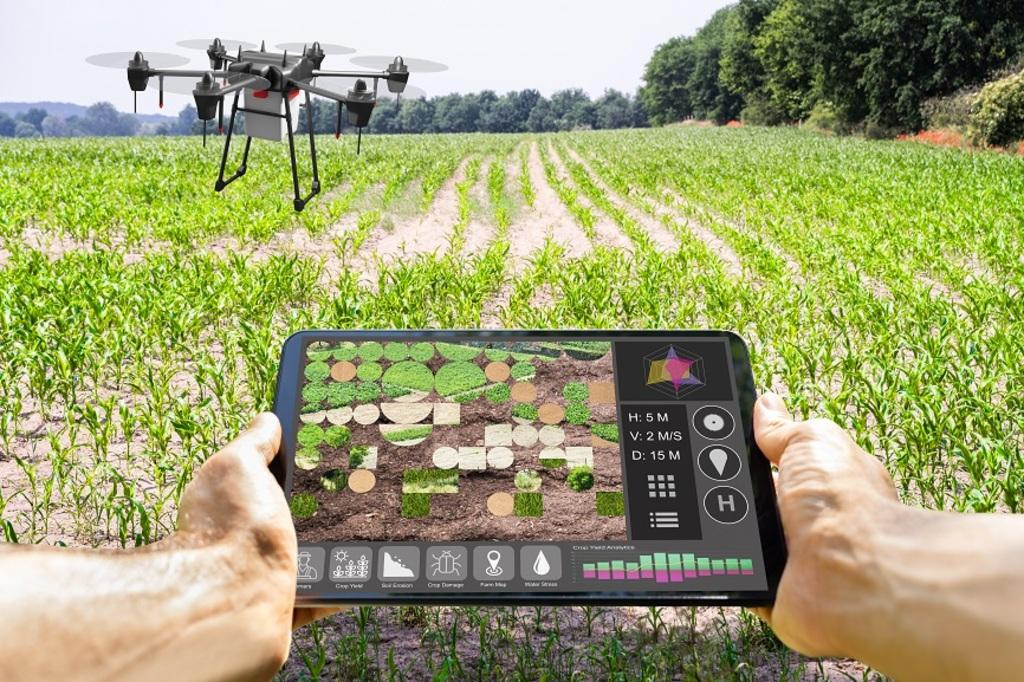 H: 5 M
V: 2 M/S
D: 15 M
H
Crop Yield Analytics
Crop Yield
Soil Erosion
Crop Damage
Farm Map
Water Stress